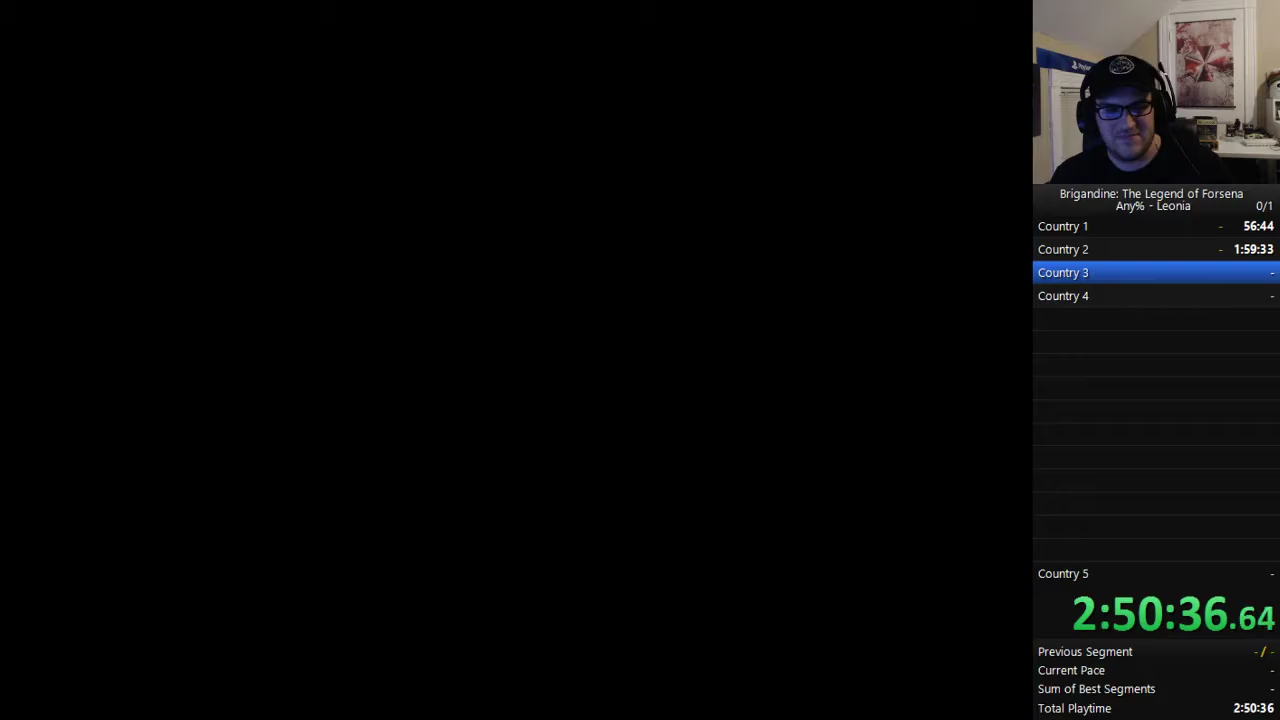 Brigandine: The Legend of Forsena
Any% - Leonia 0/1
Country 1 - 56:44
Country 2 - 1:59:33
Country 3 -
Country 4 -
Country 5 -
2:50:36.64
Previous Segment - / -
Current Pace -
Sum of Best Segments -
Total Playtime 2:50:36